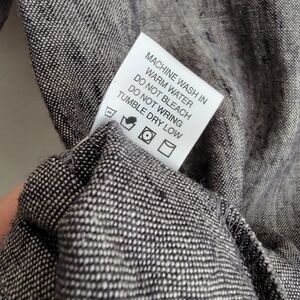 MACHINE WASH IN
WARM WATER
DO NOT BLEACH
DO NOT WRING
TUMBLE DRY LOW